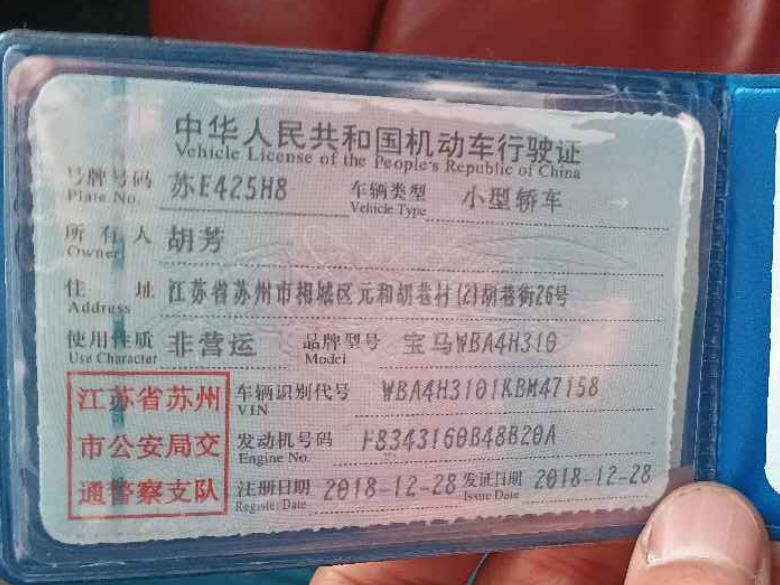 中华人民共和国机动车行驶证
Vehicle License of the People's Republic of China
号牌号码 苏E425H8 车辆类型 小型轿车
Plate No. Vehicle Type
所有人 胡芳
Owner
住址 江苏省苏州市相城区元和胡巷村(2)胡巷街26号
Address
使用性质 非营运 品牌型号 宝马WBA4H310
Use Character Model
江苏省苏州 车辆识别代号 WBA4H3101KBM47158
VIN
市公安局交 发动机号码 F8343160B48B20A
Engine No.
通警察支队 注册日期 2018-12-28 发证日期 2018-12-28
Register Date Issue Date